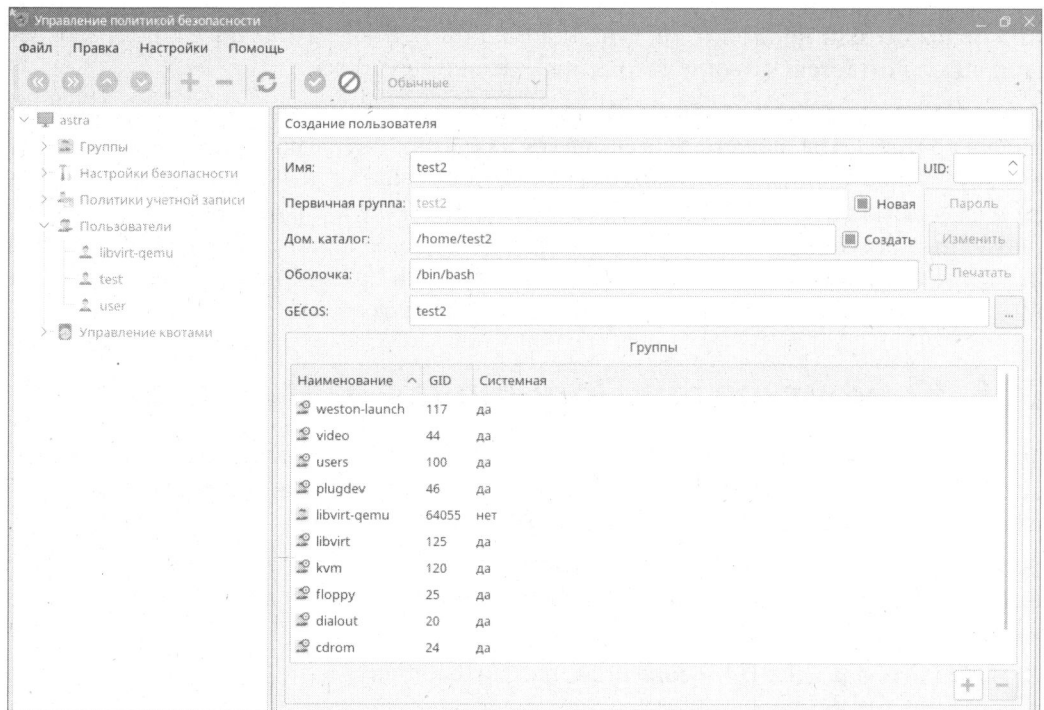 Управление политикой безопасности
Файл Правка Настройки Помощь
Обычные
astra
Группы
Настройки безопасности
Политики учетной записи
Пользователи
libvirt-qemu
test
user
Управление квотами
Создание пользователя
Имя: test2 UID:
Первичная группа: test2 Новая Пароль
Дом. каталог: /home/test2 Создать Изменить
Оболочка: /bin/bash Печатать
GECOS: test2 ...
Группы
Наименование GID Системная
weston-launch 117 да
video 44 да
users 100 да
plugdev 46 да
libvirt-qemu 64055 нет
libvirt 125 да
kvm 120 да
floppy 25 да
dialout 20 да
cdrom 24 да